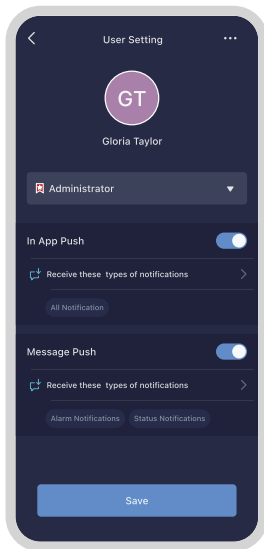 User Setting
GT
Gloria Taylor
Administrator
In App Push
Receive these types of notifications
All Notification
Message Push
Receive these types of notifications
Alarm Notifications Status Notifications
Save